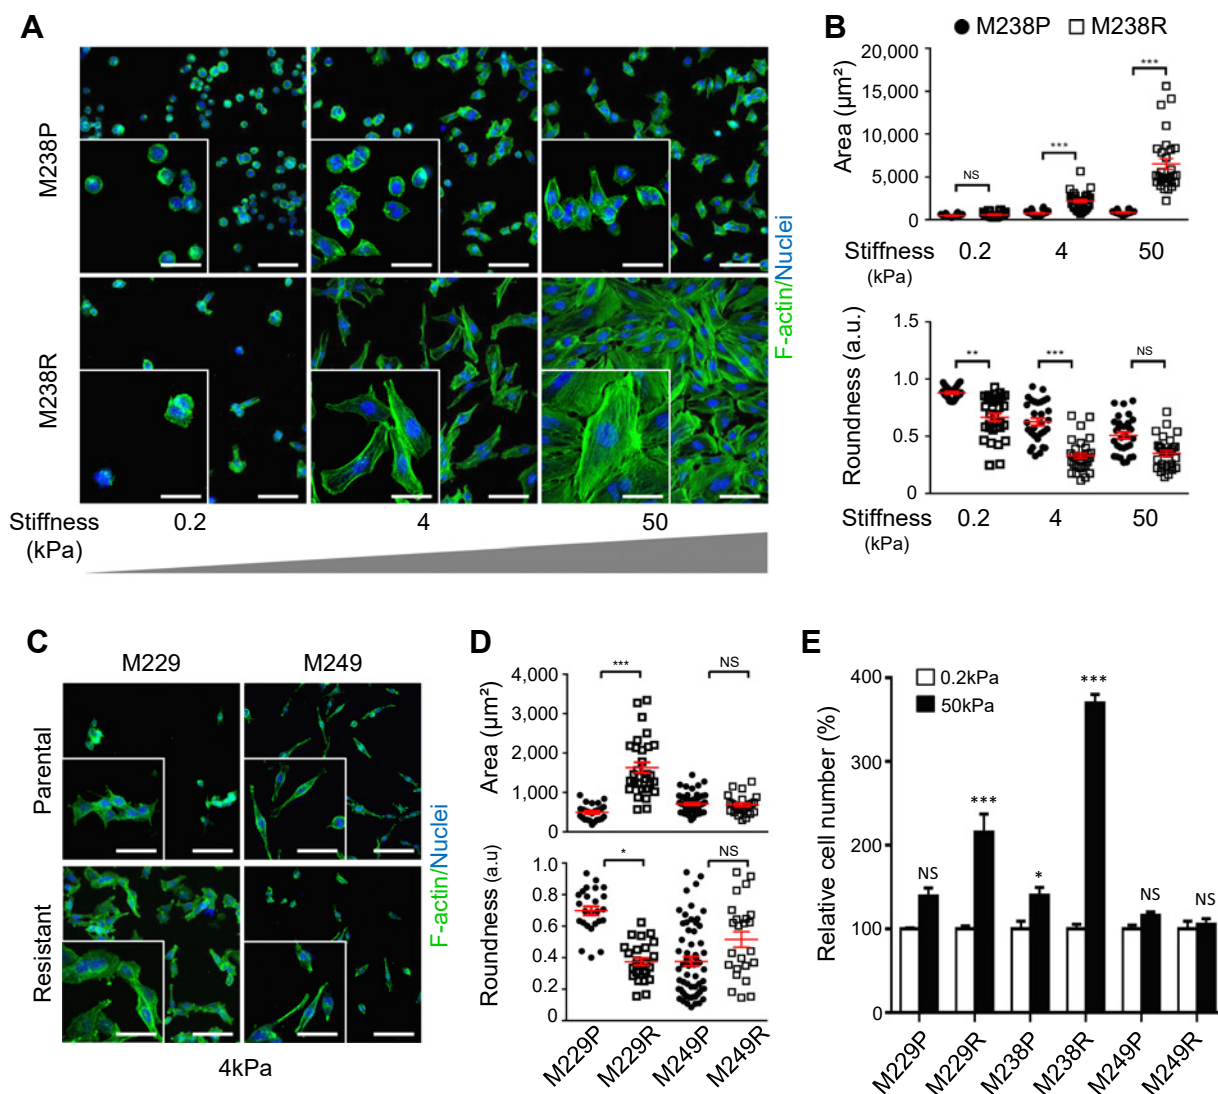 A
M238P
M238R
F-actin/Nuclei
Stiffness
(kPa)
0.2
4
50
B
M238P
M238R
Area (µm²)
20,000
15,000
10,000
5,000
0
NS
***
***
Stiffness
(kPa)
0.2
4
50
Roundness (a.u.)
1.5
1.0
0.5
0
**
***
NS
Stiffness
(kPa)
0.2
4
50
C
M229
M249
Parental
Resistant
F-actin/Nuclei
4kPa
D
Area (µm²)
4,000
3,000
2,000
1,000
0
***
NS
Roundness (a.u)
1.0
0.8
0.6
0.4
0.2
0
*
NS
M229P
M229R
M249P
M249R
E
0.2kPa
50kPa
Relative cell number (%)
400
300
200
100
0
NS
***
*
***
NS
NS
M229P
M229R
M238P
M238R
M249P
M249R